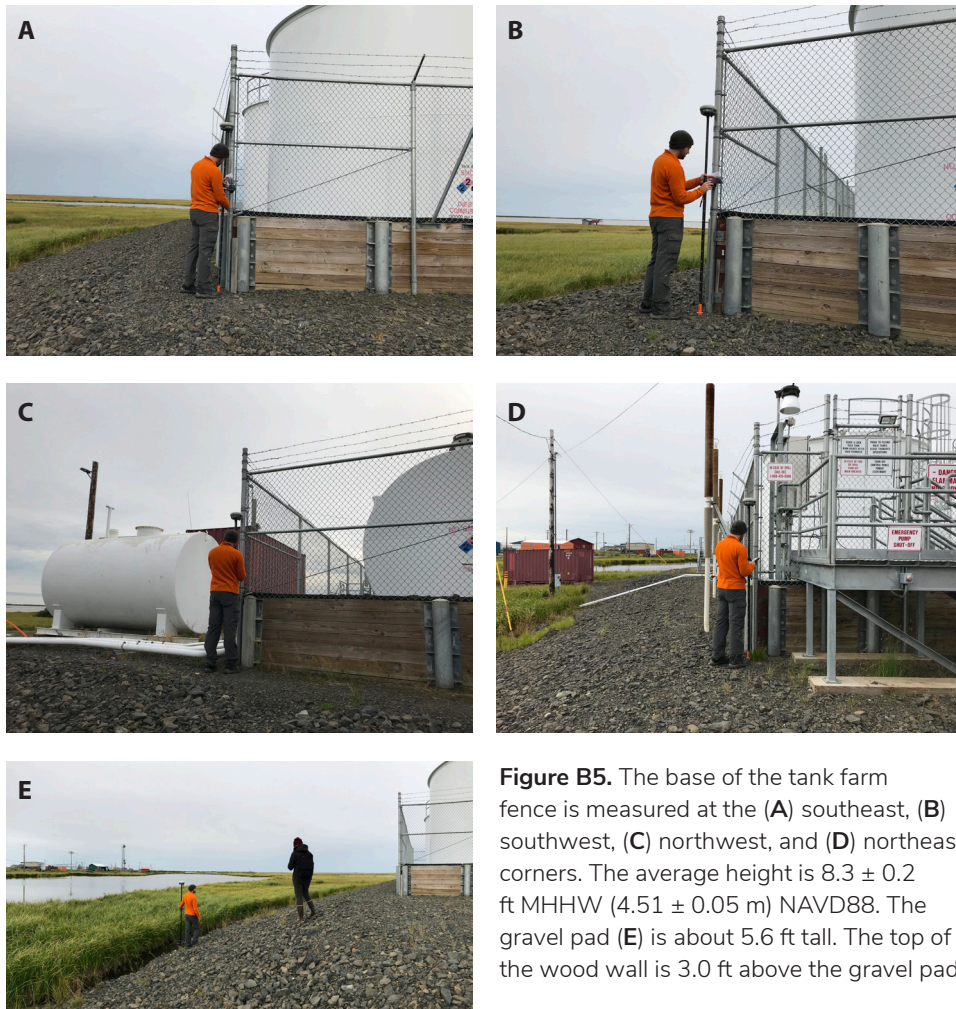 A
B
C
D
EMERGENCY
PUMP
SHUT-OFF
E
Figure B5. The base of the tank farm
fence is measured at the (A) southeast, (B)
southwest, (C) northwest, and (D) northeas
corners. The average height is 8.3 ± 0.2
ft MHHW (4.51 ± 0.05 m) NAVD88. The
gravel pad (E) is about 5.6 ft tall. The top of
the wood wall is 3.0 ft above the gravel pad